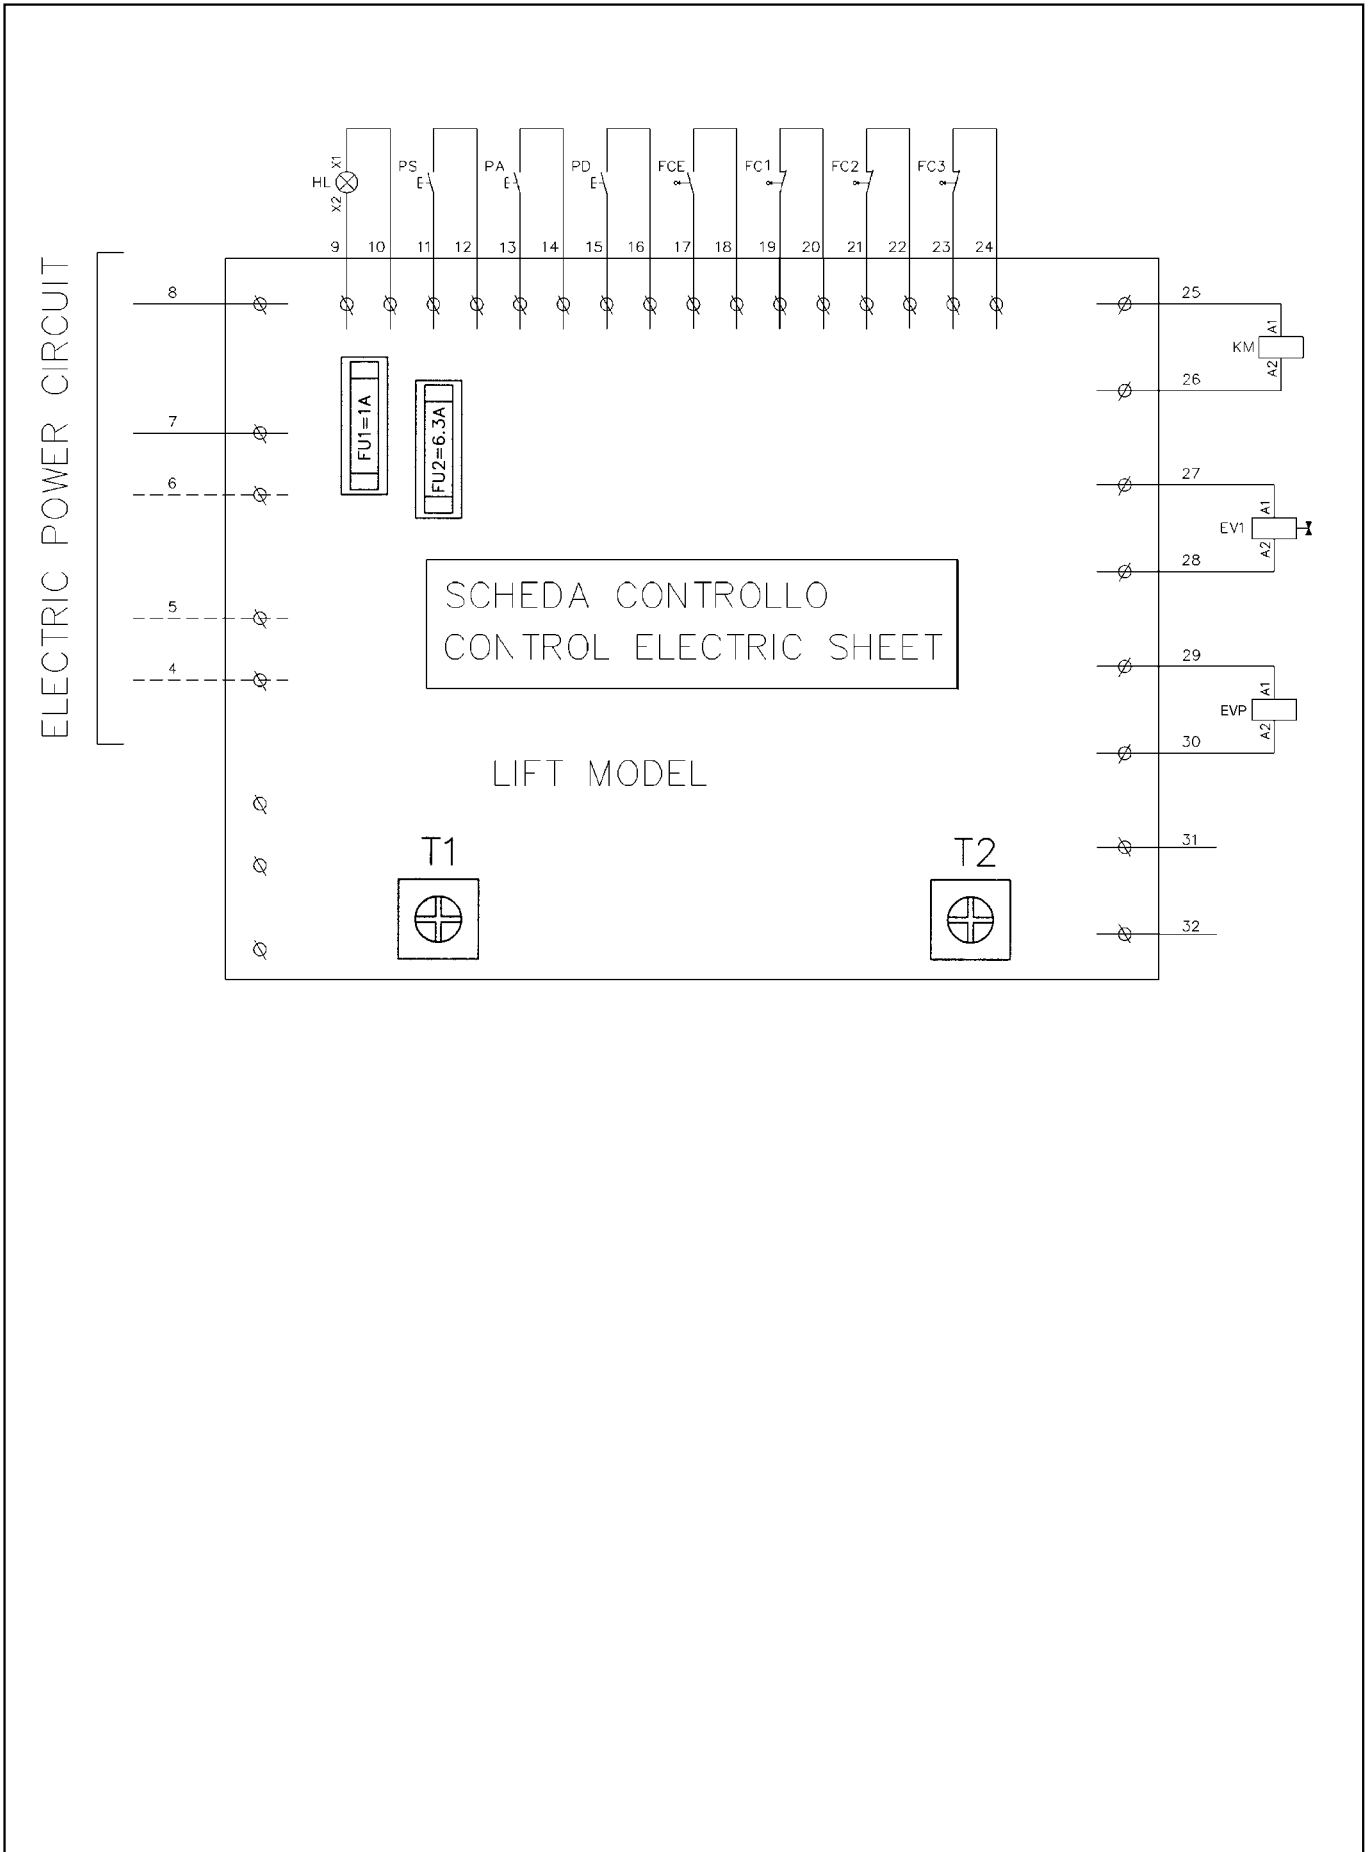 X1
HL
X2
PS
PA
PD
FCE
FC1
FC2
FC3
9 10 11 12 13 14 15 16 17 18 19 20 21 22 23 24
ELECTRIC POWER CIRCUIT
8
7
6
5
4
FU1=1A
FU2=6.3A
SCHEDA CONTROLLO
CONTROL ELECTRIC SHEET
LIFT MODEL
T1
T2
25
A1
KM
A2
26
27
A1
EV1
A2
28
29
A1
EVP
A2
30
31
32